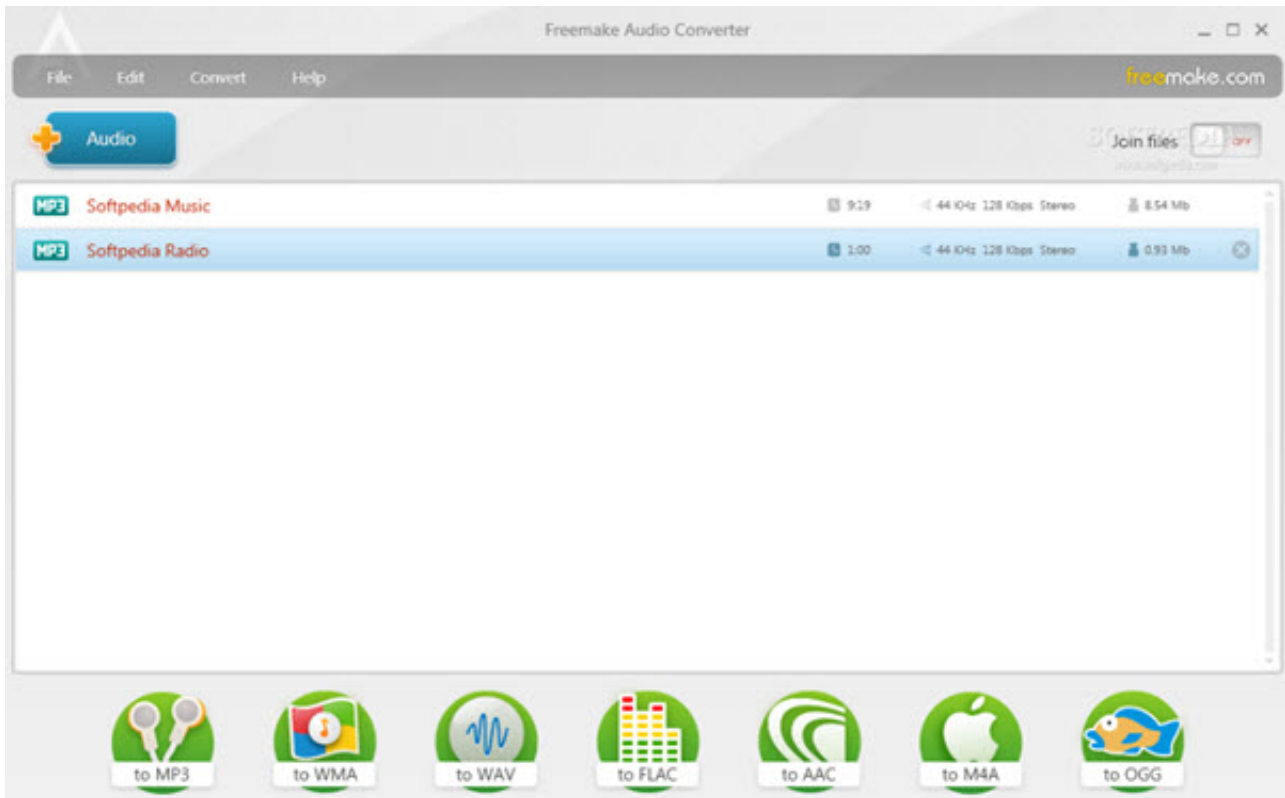 Freemake Audio Converter
File Edit Convert Help freemake.com
Audio Join files OFF
MP3 Softpedia Music 9:19 44 KHz 128 Kbps Stereo 8.54 Mb
MP3 Softpedia Radio 1:00 44 KHz 128 Kbps Stereo 0.93 Mb
to MP3 to WMA to WAV to FLAC to AAC to M4A to OGG